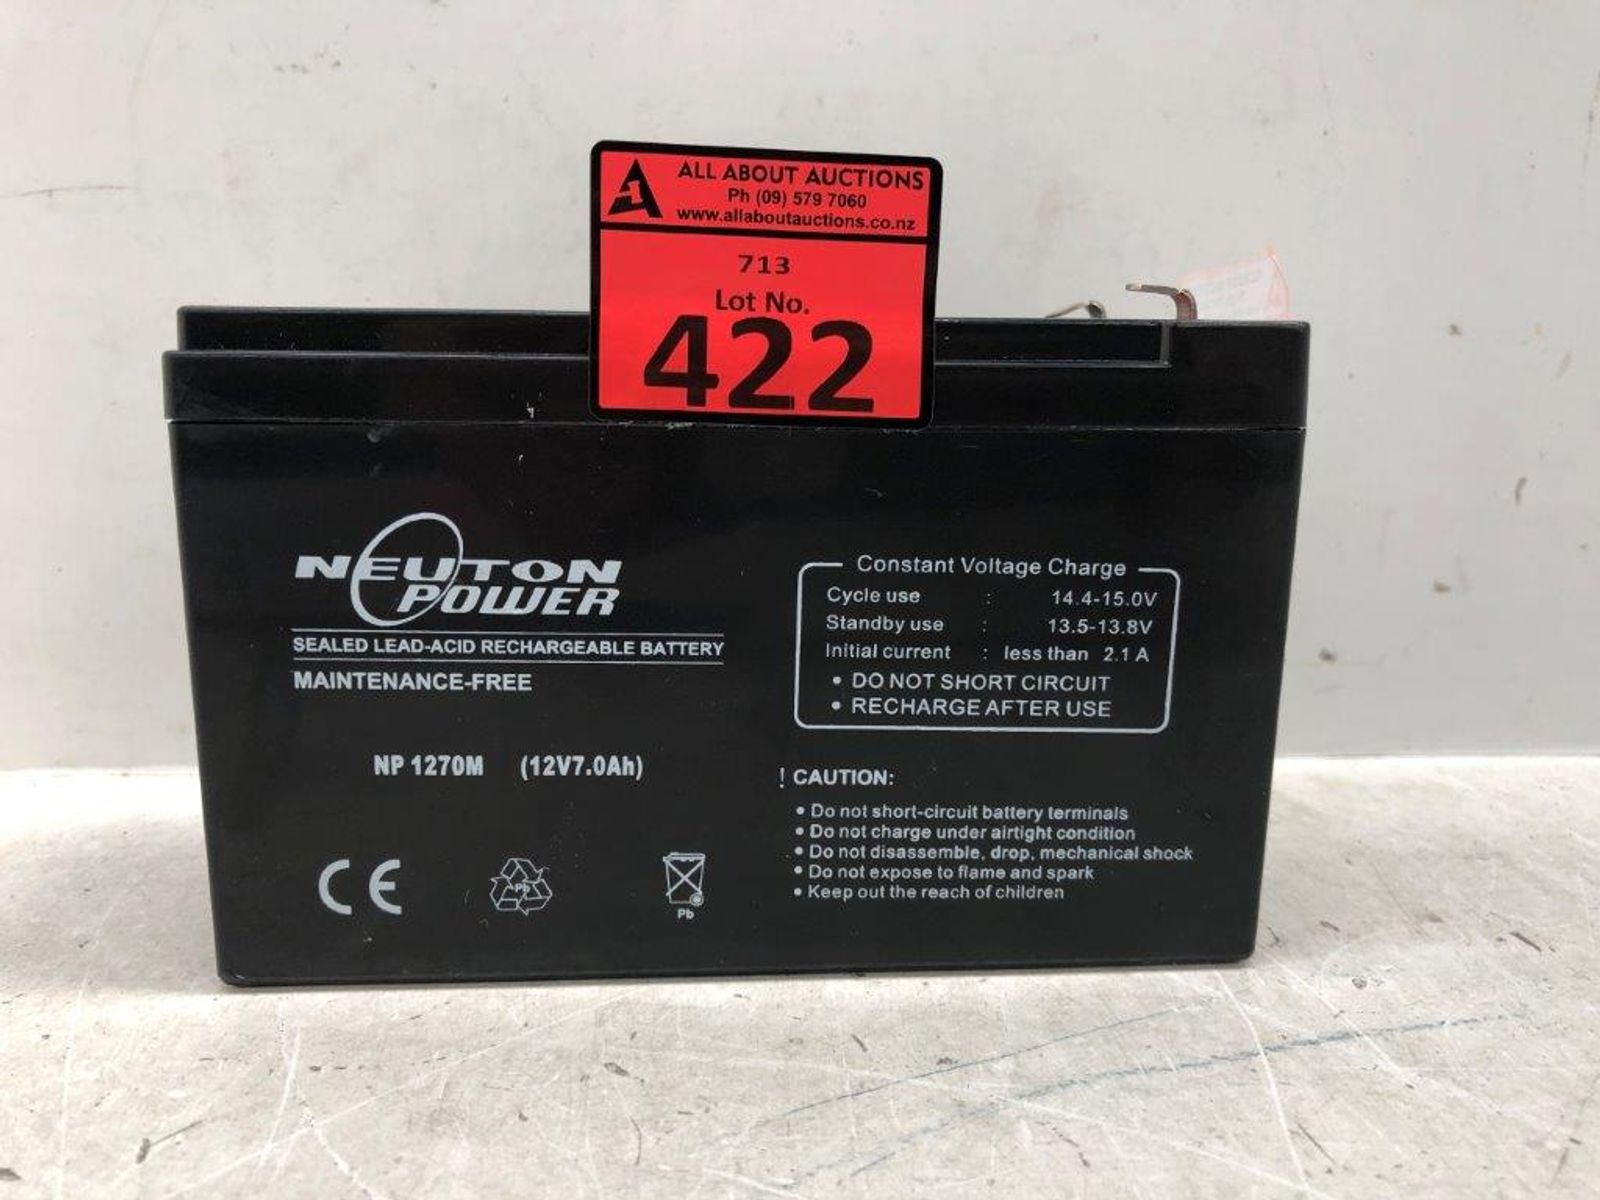 ALL ABOUT AUCTIONS
Ph (09) 579 7060
www.allaboutauctions.co.nz
713
Lot No.
422
NEUTON
POWER
SEALED LEAD-ACID RECHARGEABLE BATTERY
MAINTENANCE-FREE
NP 1270M (12V7.0Ah)
CE
Pb
Pb
Constant Voltage Charge
Cycle use : 14.4-15.0V
Standby use : 13.5-13.8V
Initial current : less than 2.1 A
• DO NOT SHORT CIRCUIT
• RECHARGE AFTER USE
! CAUTION:
• Do not short-circuit battery terminals
• Do not charge under airtight condition
• Do not disassemble, drop, mechanical shock
• Do not expose to flame and spark
• Keep out the reach of children